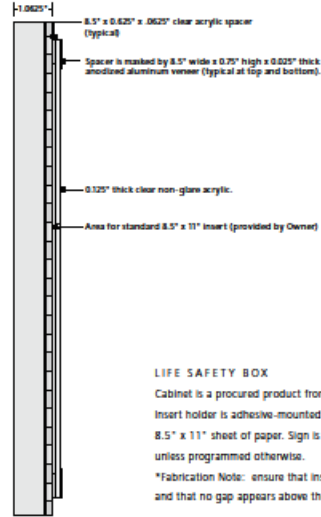 1.0625"
8.5" x 0.625" x .0625" clear acrylic spacer
(typical)
Spacer is masked by 8.5" wide x 0.75" high x 0.025" thick
anodized aluminum veneer (typical at top and bottom).
0.125" thick clear non-glare acrylic.
Area for standard 8.5" x 11" insert (provided by Owner)
LIFE SAFETY BOX
Cabinet is a procured product from
Insert holder is adhesive-mounted
8.5" x 11" sheet of paper. Sign is
unless programmed otherwise.
*Fabrication Note: ensure that ins
and that no gap appears above th